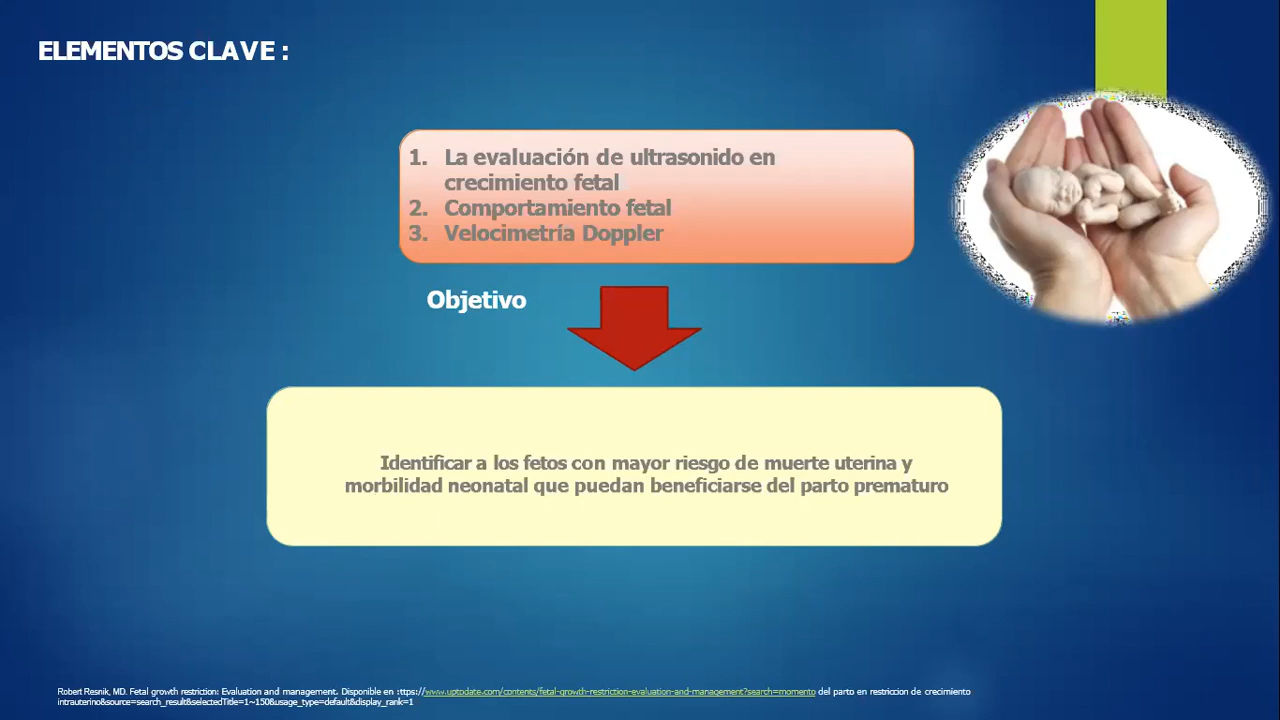 ELEMENTOS CLAVE :
1. La evaluación de ultrasonido en
crecimiento fetal
2. Comportamiento fetal
3. Velocimetría Doppler
Objetivo
Identificar a los fetos con mayor riesgo de muerte uterina y
morbilidad neonatal que puedan beneficiarse del parto prematuro
Robert Resnik, MD. Fetal growth restriction: Evaluation and management. Disponible en :ttps://www.uptodate.com/contents/fetal-growth-restriction-evaluation-and-management?search=momento del parto en restriccion de crecimiento
intrauterino&source=search_result&selectedTitle=1~150&usage_type=default&display_rank=1